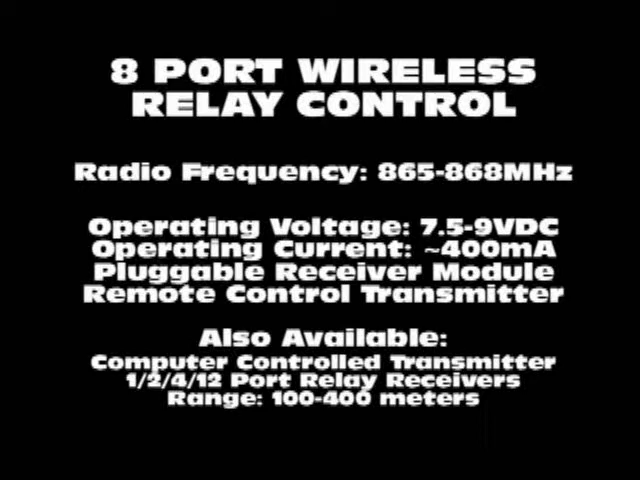 8 PORT WIRELESS
RELAY CONTROL
Radio Frequency: 865-868MHz
Operating Voltage: 7.5-9VDC
Operating Current: ~400mA
Pluggable Receiver Module
Remote Control Transmitter
Also Available:
Computer Controlled Transmitter
1/2/4/12 Port Relay Receivers
Range: 100-400 meters